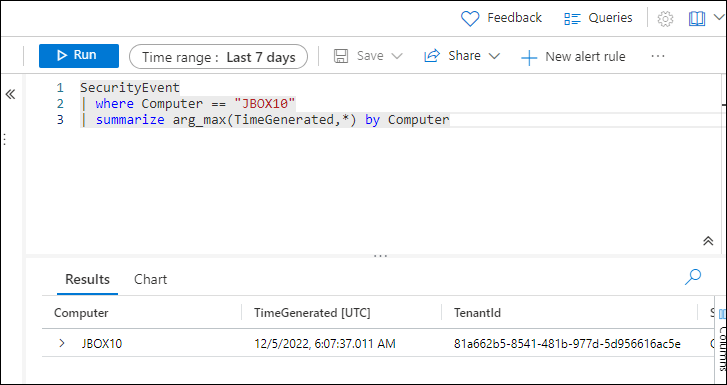 Feedback Queries
Run Time range : Last 7 days Save Share New alert rule ...
1 SecurityEvent
2 | where Computer == "JBOX10"
3 | summarize arg_max(TimeGenerated,*) by Computer
Results Chart
Computer TimeGenerated [UTC] TenantId
JBOX10 12/5/2022, 6:07:37.011 AM 81a662b5-8541-481b-977d-5d956616ac5e
Columns